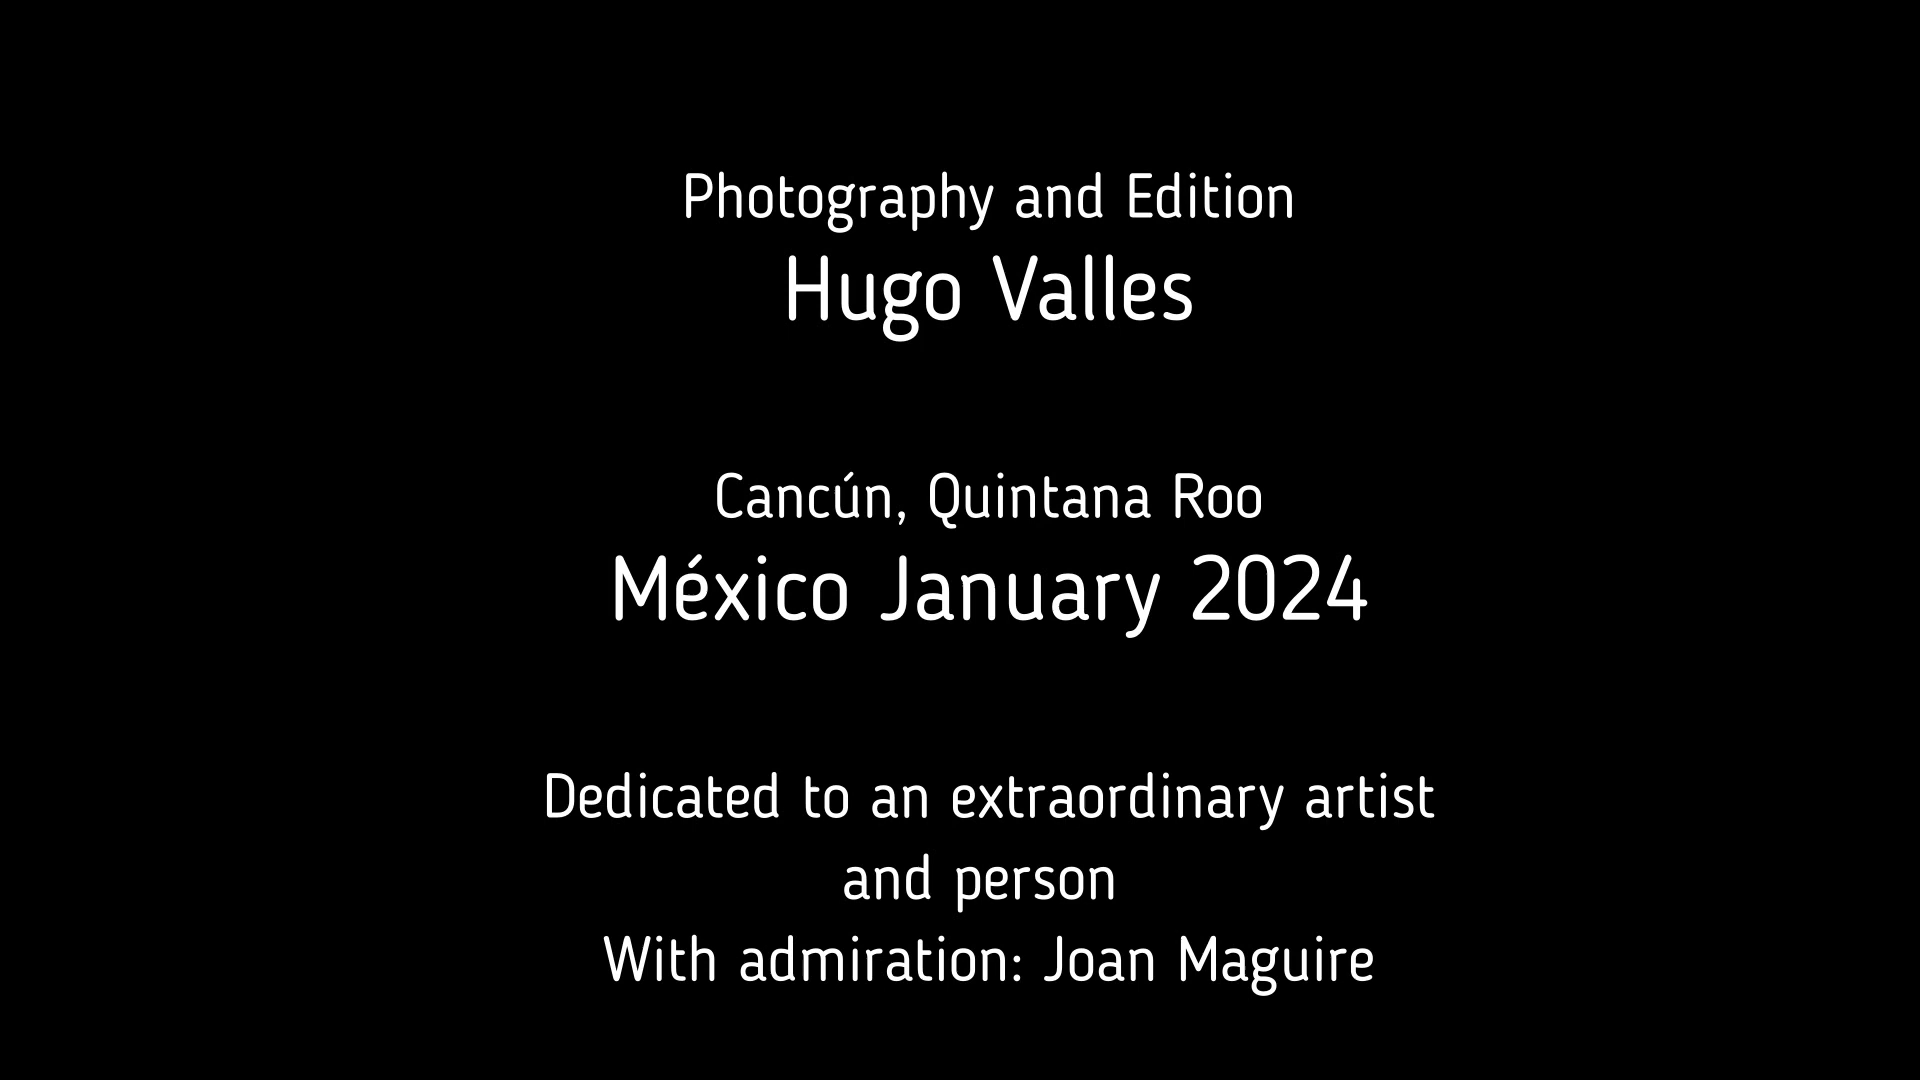 Photography and Edition
Hugo Valles
Cancún, Quintana Roo
México January 2024
Dedicated to an extraordinary artist
and person
With admiration: Joan Maguire